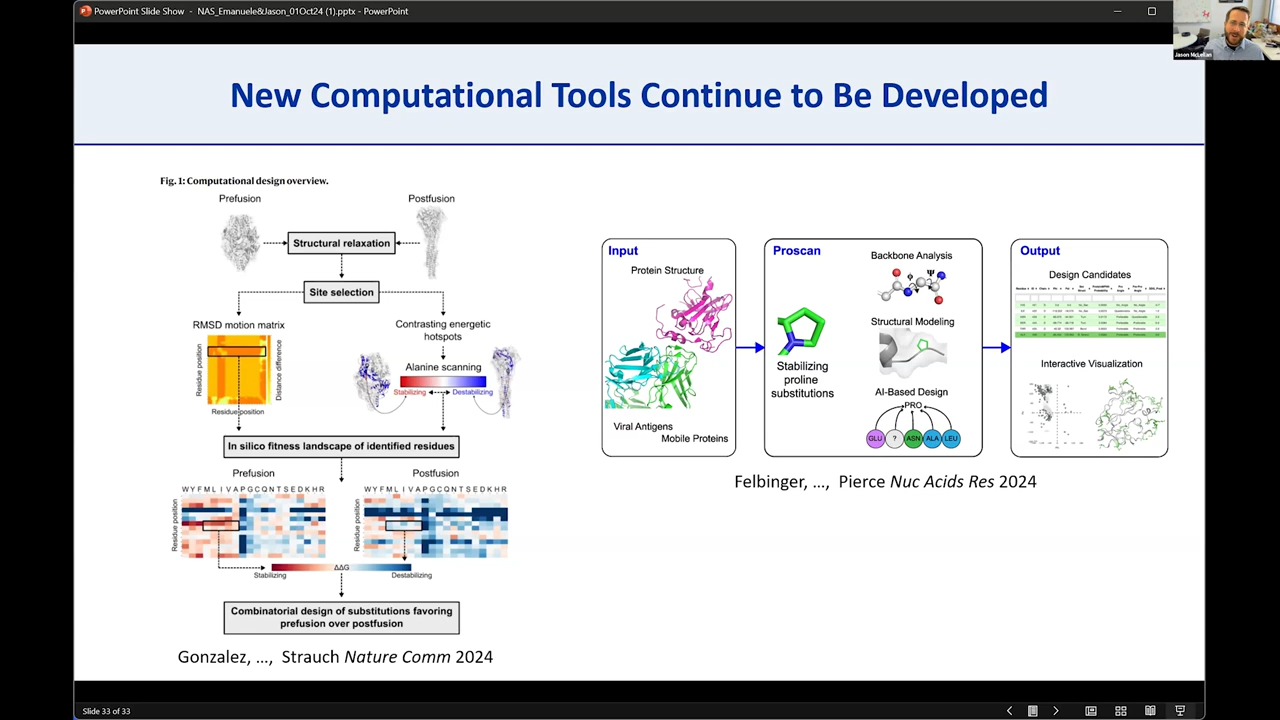 PowerPoint Slide Show - NAS_Emanuele&Jason_01Oct24 (1).pptx - PowerPoint
Jason McLellan
New Computational Tools Continue to Be Developed
Fig. 1: Computational design overview.
Prefusion
Postfusion
Structural relaxation
Site selection
RMSD motion matrix
Residue position
Distance difference
Residue position
Contrasting energetic
hotspots
Alanine scanning
Stabilizing
Destabilizing
In silico fitness landscape of identified residues
Prefusion
Postfusion
W Y F M L I V A P G C Q N T S E D K H R
W Y F M L I V A P G C Q N T S E D K H R
Residue position
Residue position
ΔΔG
Stabilizing
Destabilizing
Combinatorial design of substitutions favoring
prefusion over postfusion
Gonzalez, ..., Strauch Nature Comm 2024
Input
Protein Structure
Viral Antigens
Mobile Proteins
Proscan
Stabilizing
proline
substitutions
Backbone Analysis
Φ
Ψ
Structural Modeling
AI-Based Design
PRO
GLU ? ASN ALA LEU
Output
Design Candidates
Interactive Visualization
Felbinger, ..., Pierce Nuc Acids Res 2024
Slide 33 of 33